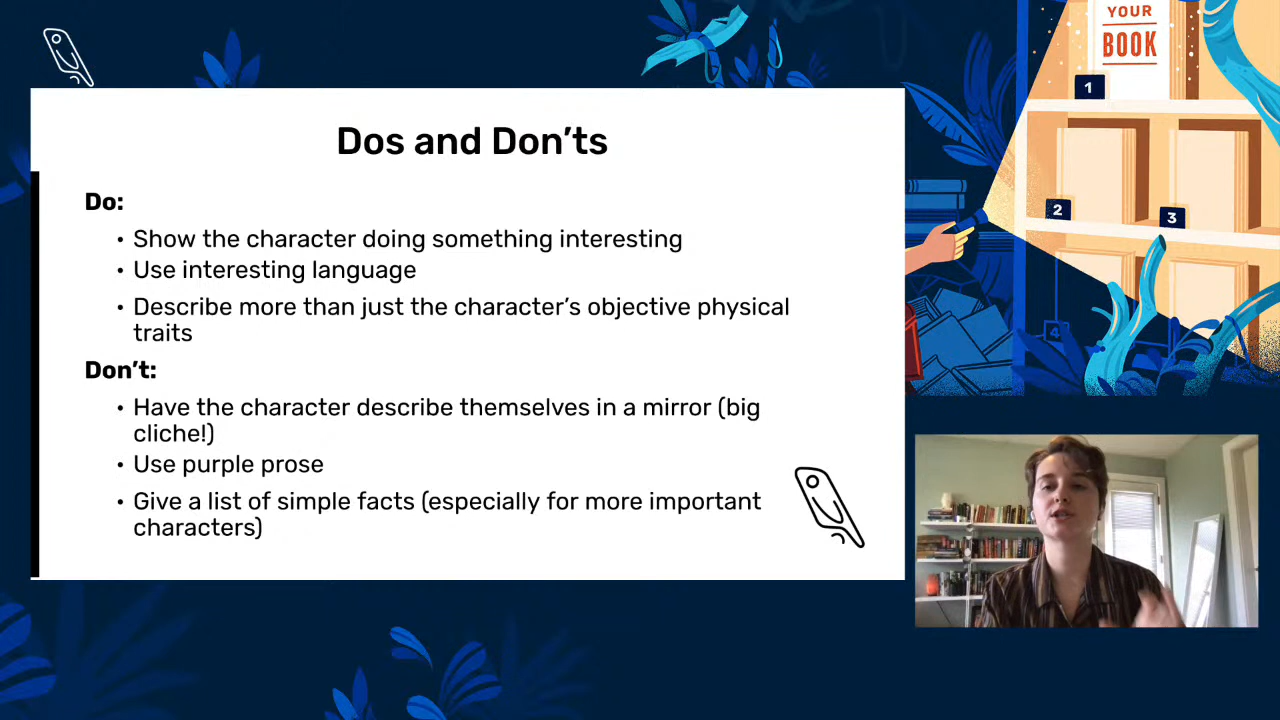 YOUR
BOOK
1
Dos and Don'ts
Do:
• Show the character doing something interesting
• Use interesting language
• Describe more than just the character’s objective physical
traits
2
3
4
Don’t:
• Have the character describe themselves in a mirror (big
cliche!)
• Use purple prose
• Give a list of simple facts (especially for more important
characters)